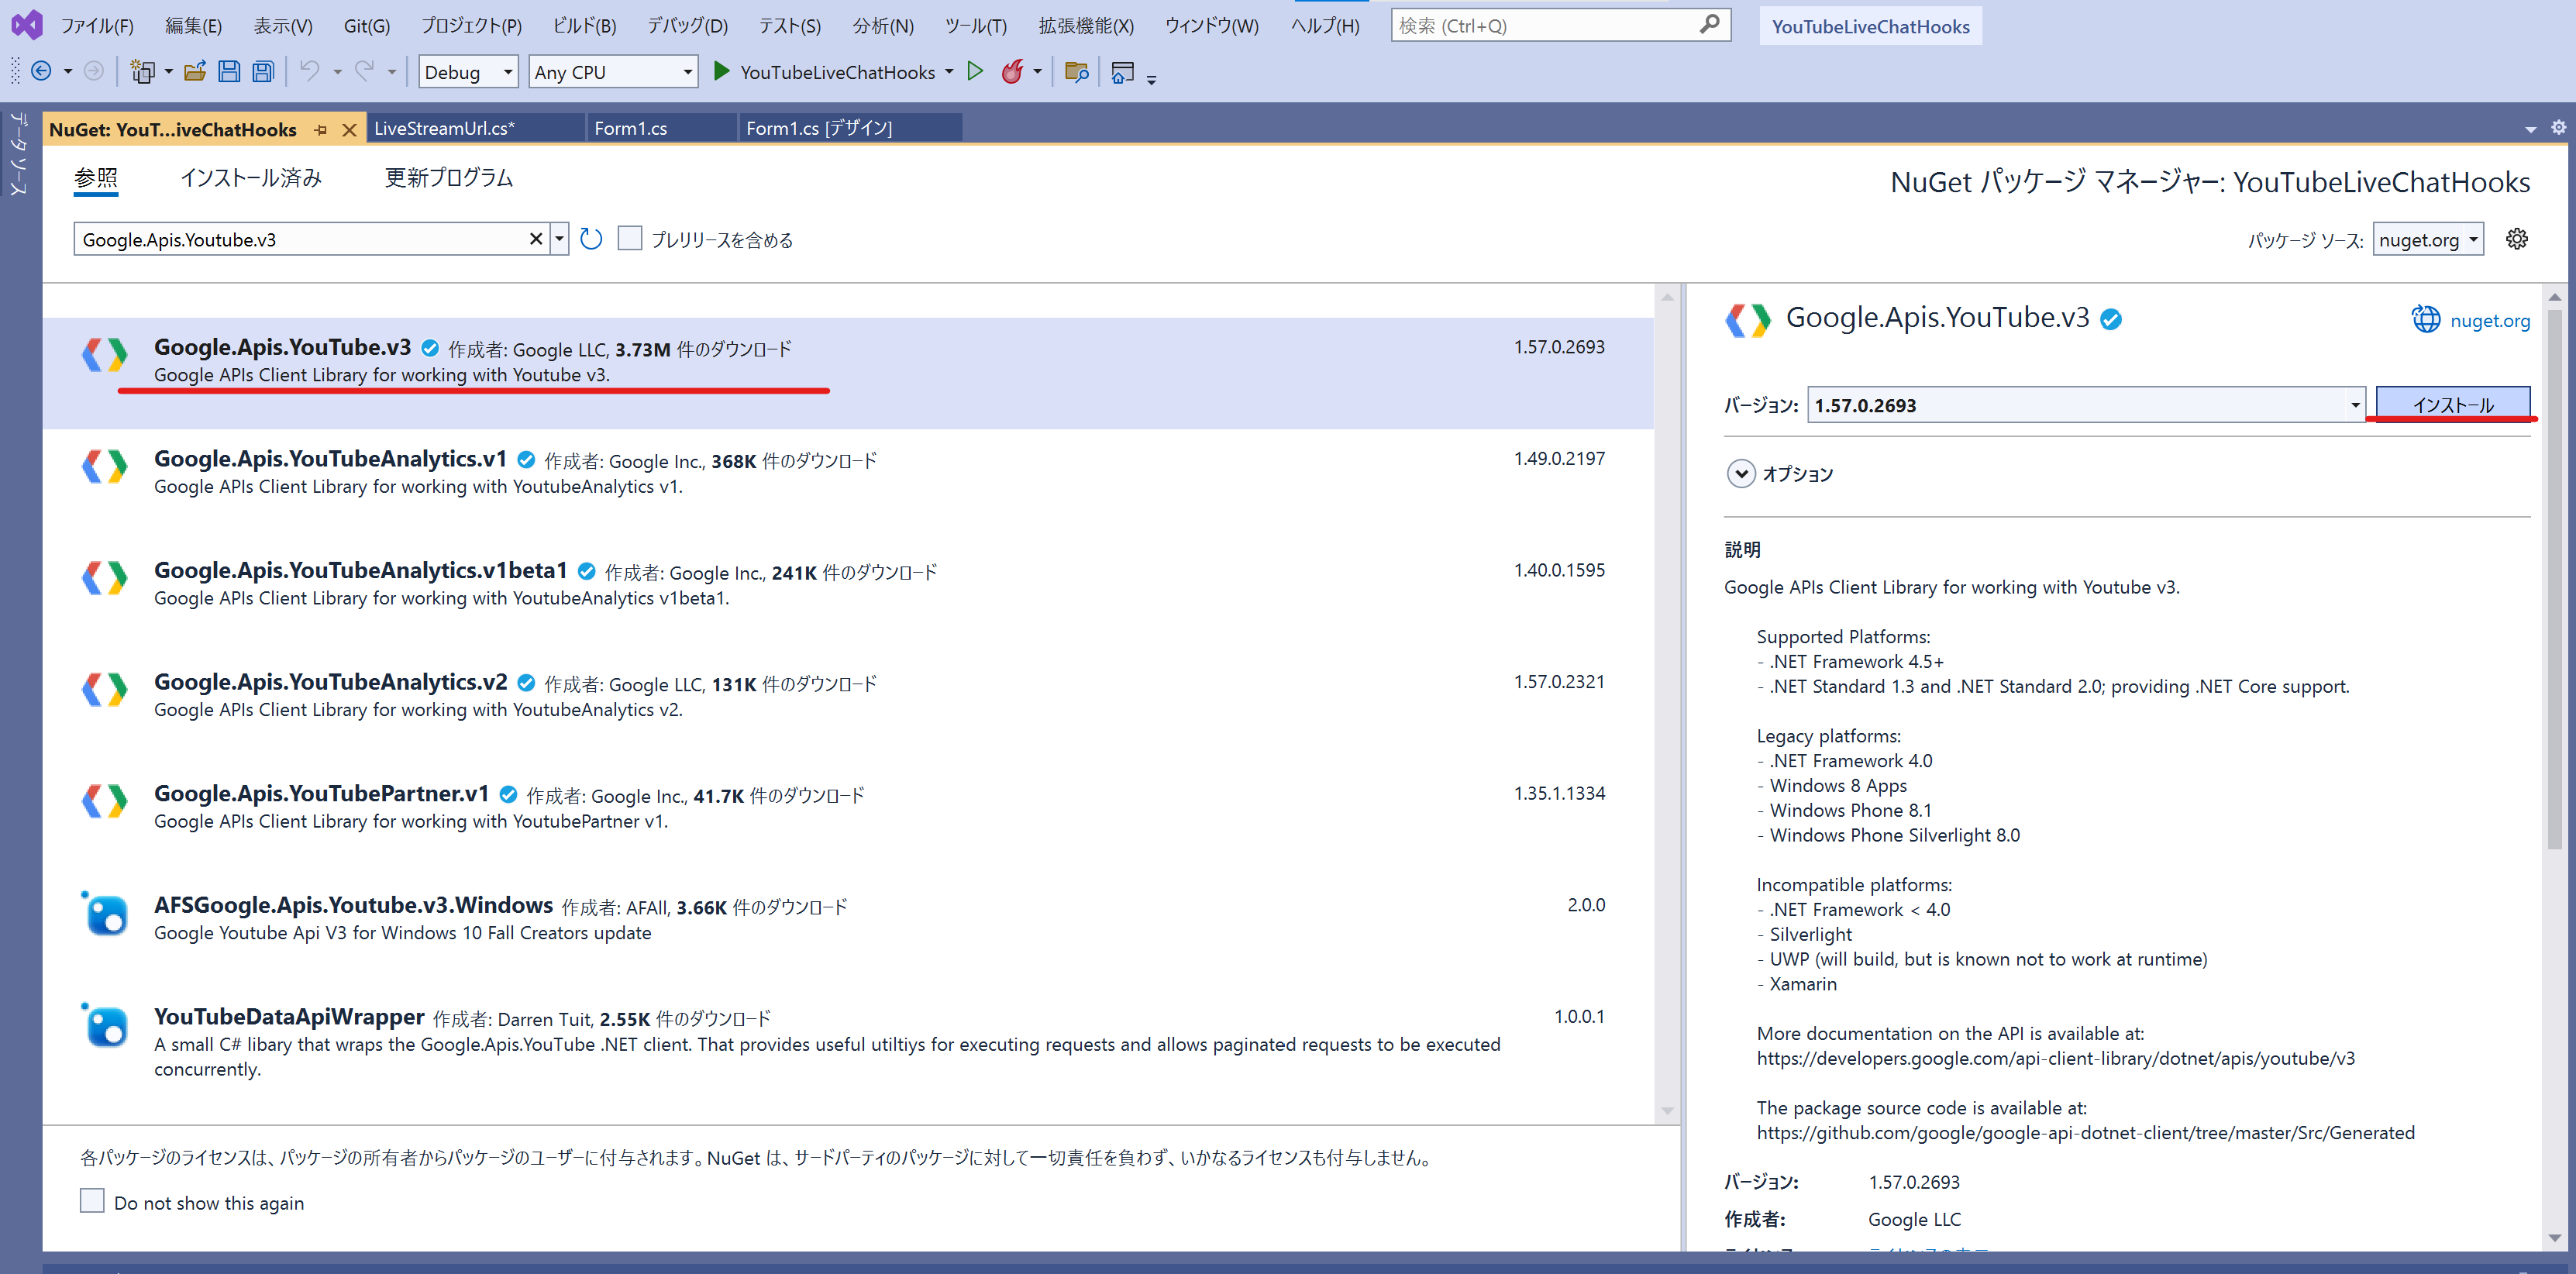 ファイル(F) 編集(E) 表示(V) Git(G) プロジェクト(P) ビルド(B) デバッグ(D) テスト(S) 分析(N) ツール(T) 拡張機能(X) ウィンドウ(W) ヘルプ(H) 検索 (Ctrl+Q) YouTubeLiveChatHooks
Debug Any CPU YouTubeLiveChatHooks
データ ソース
NuGet: YouT...iveChatHooks LiveStreamUrl.cs* Form1.cs Form1.cs [デザイン]
参照 インストール済み 更新プログラム
NuGet パッケージ マネージャー: YouTubeLiveChatHooks
Google.Apis.Youtube.v3 プレリリースを含める
パッケージ ソース: nuget.org
Google.Apis.YouTube.v3 作成者: Google LLC, 3.73M 件のダウンロード 1.57.0.2693
Google APIs Client Library for working with Youtube v3.
Google.Apis.YouTubeAnalytics.v1 作成者: Google Inc., 368K 件のダウンロード 1.49.0.2197
Google APIs Client Library for working with YoutubeAnalytics v1.
Google.Apis.YouTubeAnalytics.v1beta1 作成者: Google Inc., 241K 件のダウンロード 1.40.0.1595
Google APIs Client Library for working with YoutubeAnalytics v1beta1.
Google.Apis.YouTubeAnalytics.v2 作成者: Google LLC, 131K 件のダウンロード 1.57.0.2321
Google APIs Client Library for working with YoutubeAnalytics v2.
Google.Apis.YouTubePartner.v1 作成者: Google Inc., 41.7K 件のダウンロード 1.35.1.1334
Google APIs Client Library for working with YoutubePartner v1.
AFSGoogle.Apis.Youtube.v3.Windows 作成者: AFAll, 3.66K 件のダウンロード 2.0.0
Google Youtube Api V3 for Windows 10 Fall Creators update
YouTubeDataApiWrapper 作成者: Darren Tuit, 2.55K 件のダウンロード 1.0.0.1
A small C# libary that wraps the Google.Apis.YouTube .NET client. That provides useful utiltiys for executing requests and allows paginated requests to be executed
concurrently.
各パッケージのライセンスは、パッケージの所有者からパッケージのユーザーに付与されます。NuGet は、サードパーティのパッケージに対して一切責任を負わず、いかなるライセンスも付与しません。
Do not show this again
Google.Apis.YouTube.v3 nuget.org
バージョン: 1.57.0.2693 インストール
オプション
説明
Google APIs Client Library for working with Youtube v3.
Supported Platforms:
- .NET Framework 4.5+
- .NET Standard 1.3 and .NET Standard 2.0; providing .NET Core support.
Legacy platforms:
- .NET Framework 4.0
- Windows 8 Apps
- Windows Phone 8.1
- Windows Phone Silverlight 8.0
Incompatible platforms:
- .NET Framework < 4.0
- Silverlight
- UWP (will build, but is known not to work at runtime)
- Xamarin
More documentation on the API is available at:
https://developers.google.com/api-client-library/dotnet/apis/youtube/v3
The package source code is available at:
https://github.com/google/google-api-dotnet-client/tree/master/Src/Generated
バージョン: 1.57.0.2693
作成者: Google LLC